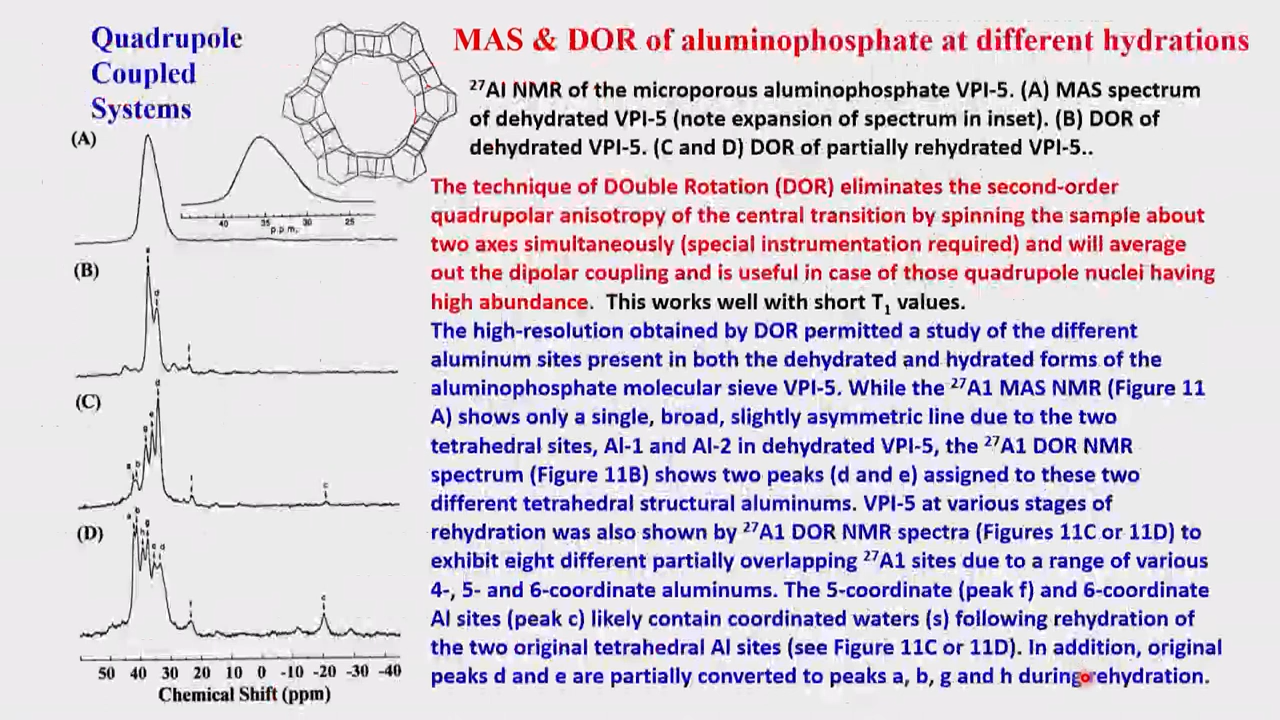 Quadrupole
Coupled
Systems
MAS & DOR of aluminophosphate at different hydrations
²⁷Al NMR of the microporous aluminophosphate VPI-5. (A) MAS spectrum
of dehydrated VPI-5 (note expansion of spectrum in inset). (B) DOR of
dehydrated VPI-5. (C and D) DOR of partially rehydrated VPI-5..
The technique of DOuble Rotation (DOR) eliminates the second-order
quadrupolar anisotropy of the central transition by spinning the sample about
two axes simultaneously (special instrumentation required) and will average
out the dipolar coupling and is useful in case of those quadrupole nuclei having
high abundance. This works well with short T₁ values.
The high-resolution obtained by DOR permitted a study of the different
aluminum sites present in both the dehydrated and hydrated forms of the
aluminophosphate molecular sieve VPI-5. While the ²⁷A1 MAS NMR (Figure 11
A) shows only a single, broad, slightly asymmetric line due to the two
tetrahedral sites, Al-1 and Al-2 in dehydrated VPI-5, the ²⁷A1 DOR NMR
spectrum (Figure 11B) shows two peaks (d and e) assigned to these two
different tetrahedral structural aluminums. VPI-5 at various stages of
rehydration was also shown by ²⁷A1 DOR NMR spectra (Figures 11C or 11D) to
exhibit eight different partially overlapping ²⁷A1 sites due to a range of various
4-, 5- and 6-coordinate aluminums. The 5-coordinate (peak f) and 6-coordinate
Al sites (peak c) likely contain coordinated waters (s) following rehydration of
the two original tetrahedral Al sites (see Figure 11C or 11D). In addition, original
peaks d and e are partially converted to peaks a, b, g and h during rehydration.
(A)
40 35 30 25
p.p.m.
(B)
e
d
(C)
a b g e d
c
(D)
a b h g e d
c
50 40 30 20 10 0 -10 -20 -30 -40
Chemical Shift (ppm)